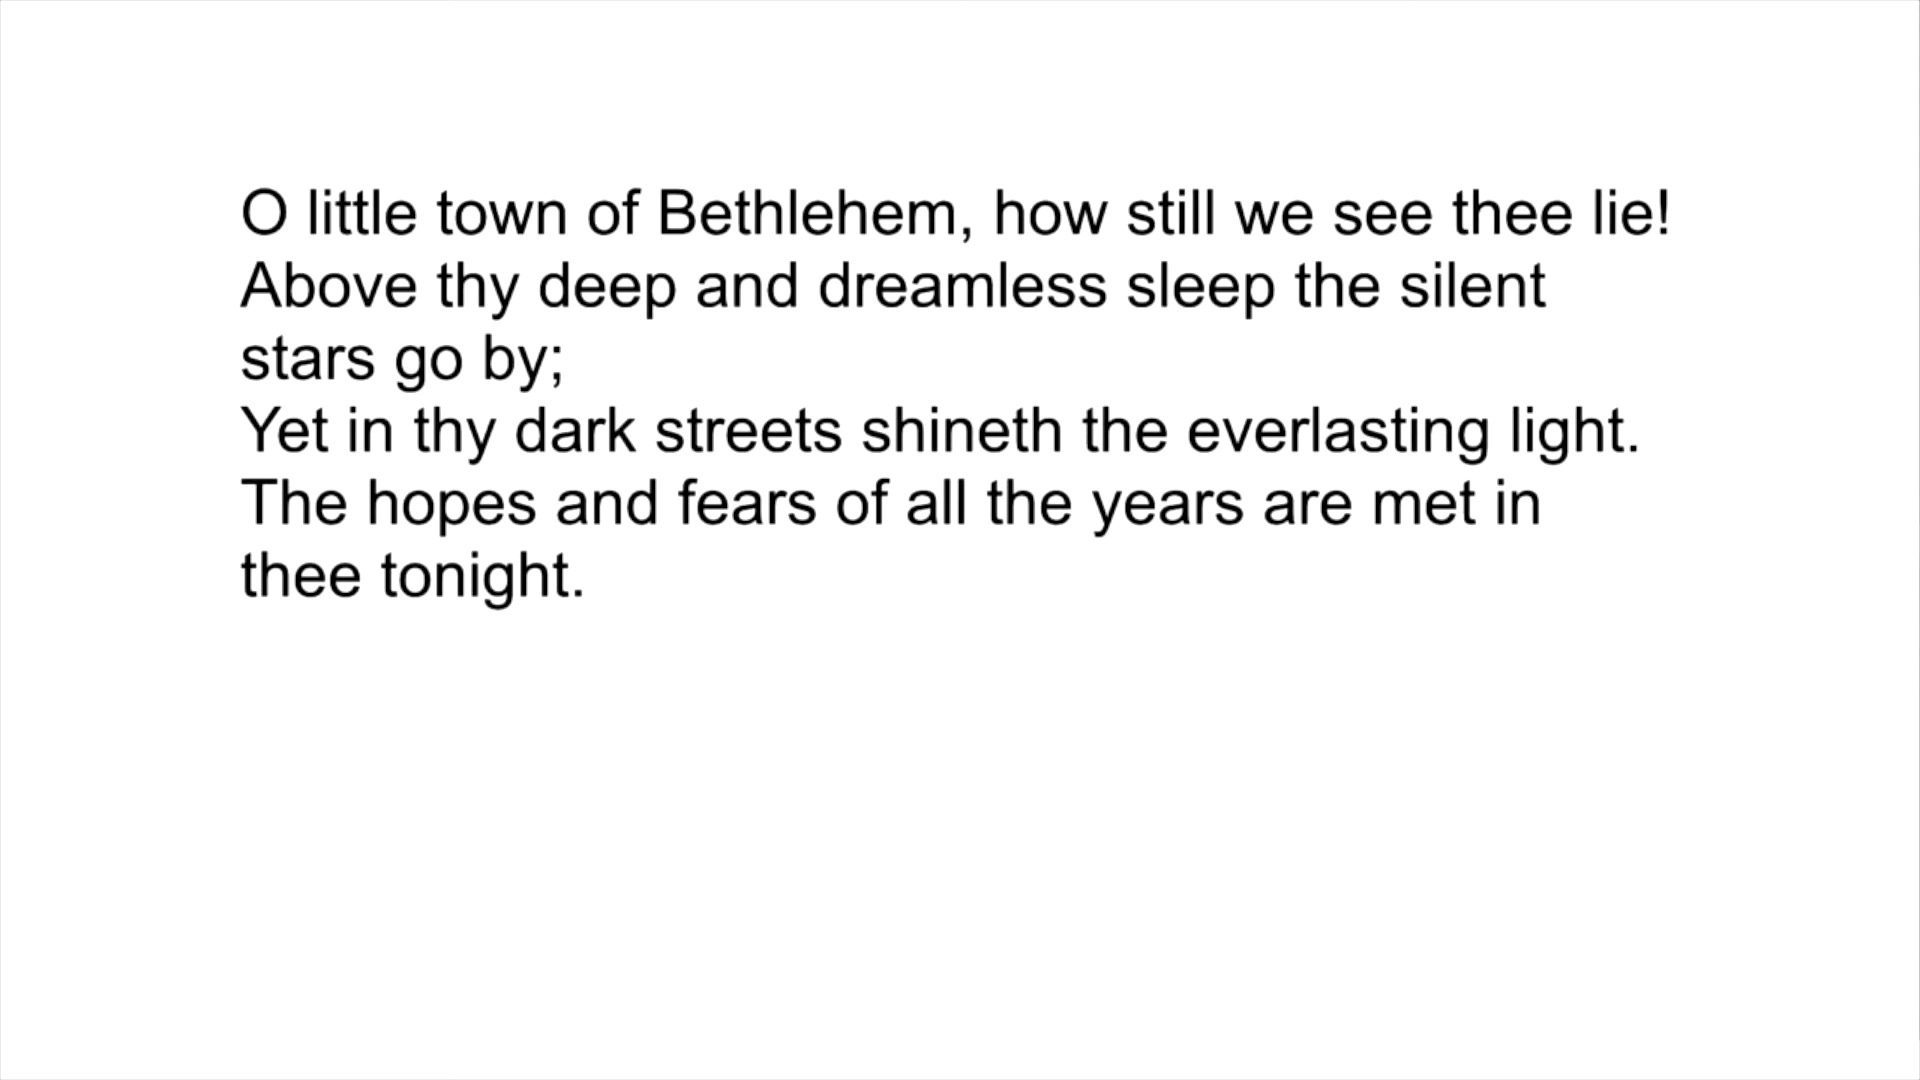 O little town of Bethlehem, how still we see thee lie!
Above thy deep and dreamless sleep the silent
stars go by;
Yet in thy dark streets shineth the everlasting light.
The hopes and fears of all the years are met in
thee tonight.